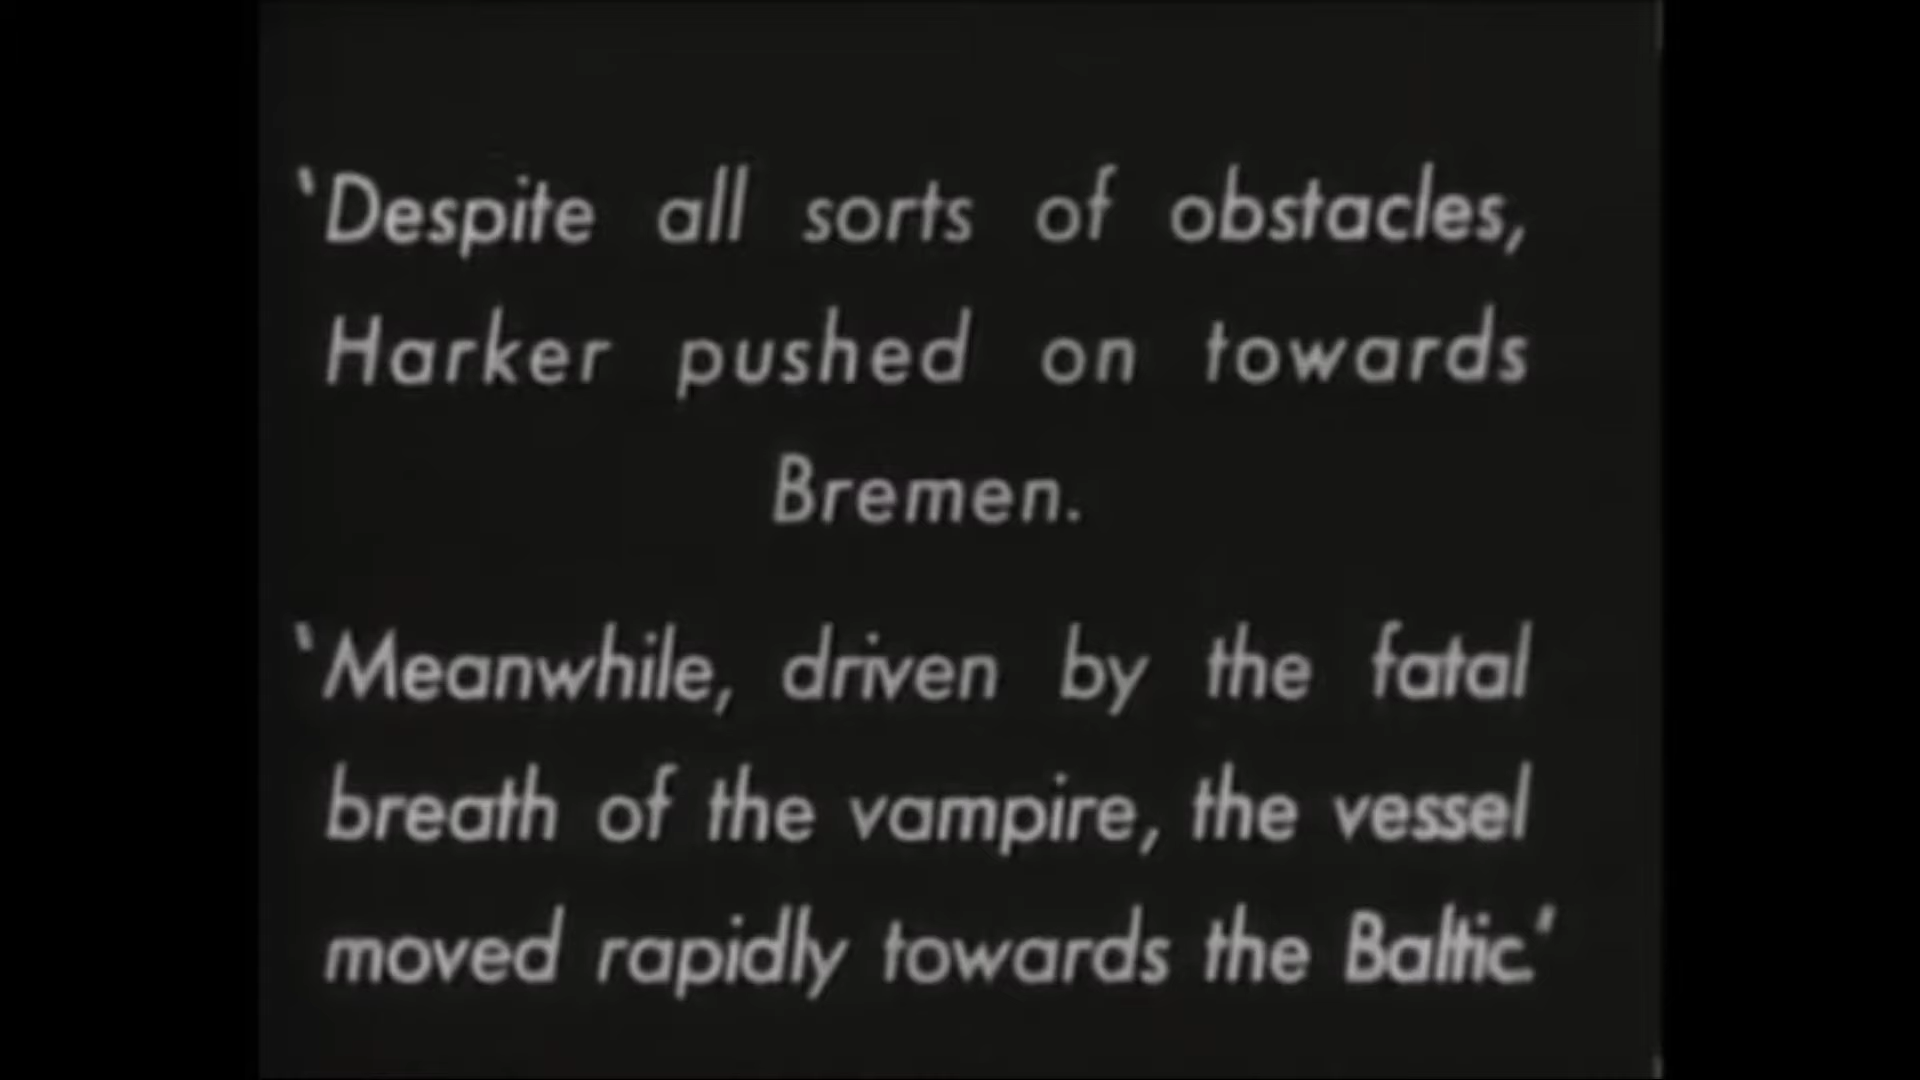 ‛Despite all sorts of obstacles,
Harker pushed on towards
Bremen.
‛Meanwhile, driven by the fatal
breath of the vampire, the vessel
moved rapidly towards the Baltic.’